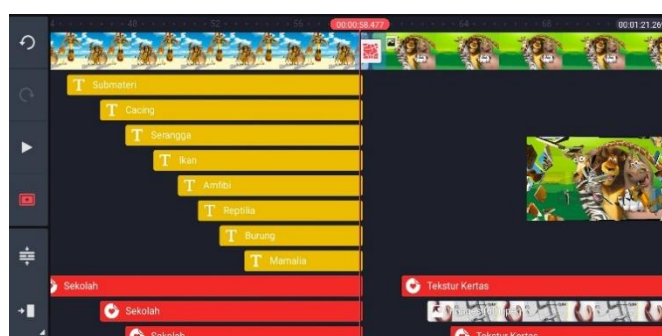 48 52 56 00:00:58.477 64 68 00:01:21.26
T Submateri
T Cacing
T Serangga
T Ikan
T Amfibi
T Reptilia
T Burung
T Mamalia
Sekolah
Tekstur Kertas
Sekolah
Sekolah
Tekstur Kertas